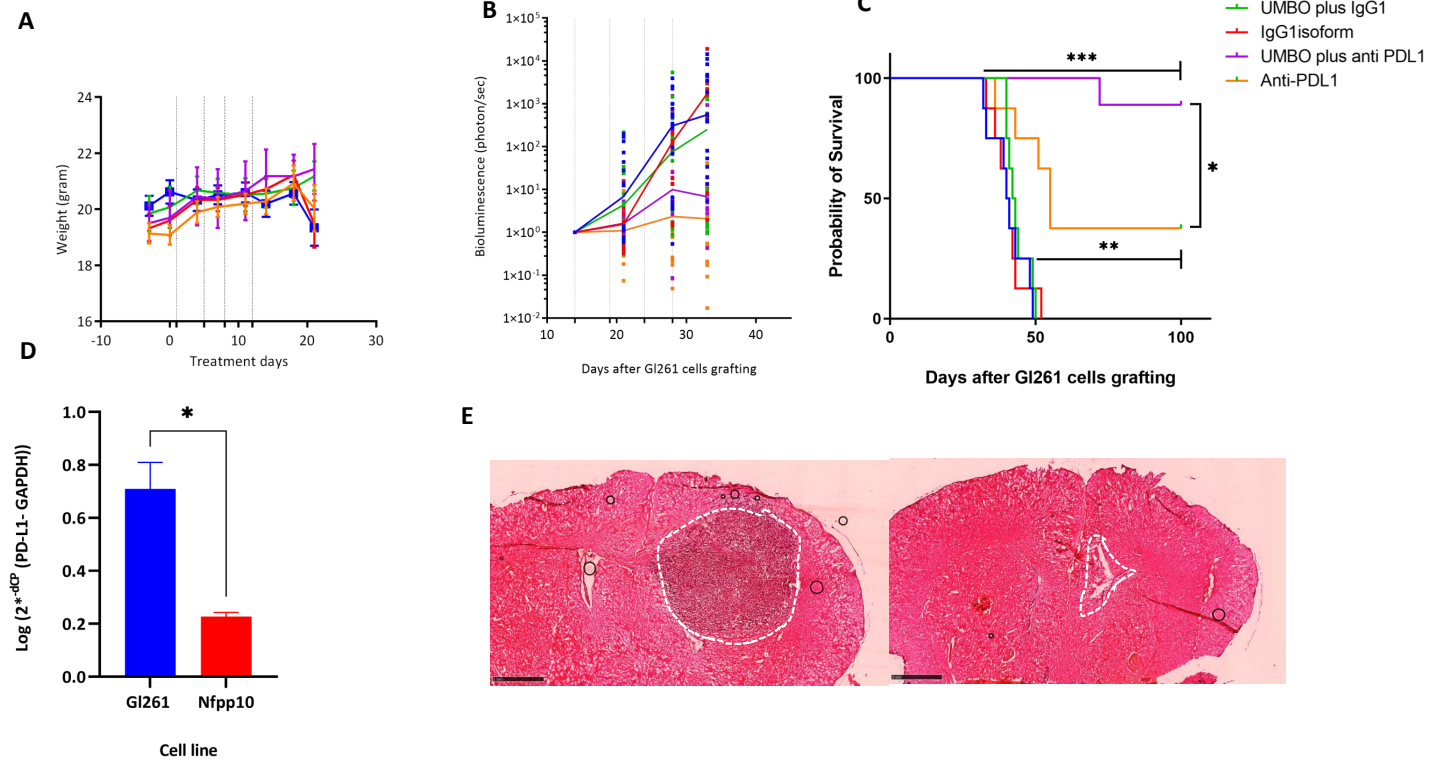 A
24
22
20
18
16
Weight (gram)
-10 0 10 20 30
Treatment days
B
1×10⁵
1×10⁴
1×10³
1×10²
1×10¹
1×10⁰
1×10⁻¹
1×10⁻²
Bioluminescence (photon/sec)
10 20 30 40
Days after Gl261 cells grafting
C
UMBO plus IgG1
IgG1isoform
UMBO plus anti PDL1
Anti-PDL1
***
*
**
100
50
0
Probability of Survival
0 50 100
Days after Gl261 cells grafting
D
*
1.0
0.8
0.6
0.4
0.2
0.0
Log (2*⁻ᵈᶜᵖ (PD-L1- GAPDH))
Gl261 Nfpp10
Cell line
E